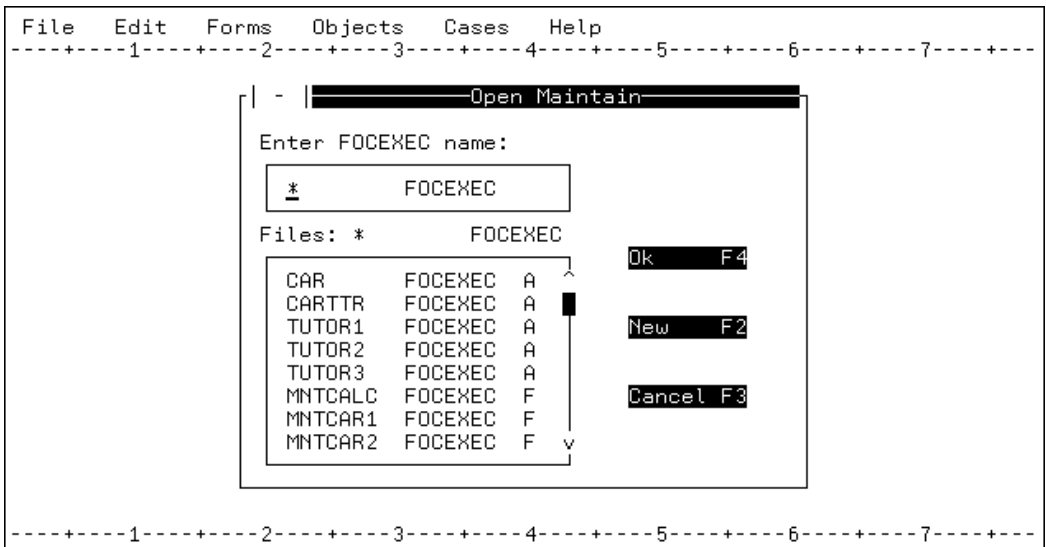 File Edit Forms Objects Cases Help
----+----1----+----2----+----3----+----4----+----5----+----6----+----7----+---
- Open Maintain
Enter FOCEXEC name:
* FOCEXEC
Files: * FOCEXEC
Ok F4
CAR FOCEXEC A ^
CARTTR FOCEXEC A
TUTOR1 FOCEXEC A New F2
TUTOR2 FOCEXEC A
TUTOR3 FOCEXEC A
MNTCALC FOCEXEC F Cancel F3
MNTCAR1 FOCEXEC F
MNTCAR2 FOCEXEC F v
----+----1----+----2----+----3----+----4----+----5----+----6----+----7----+---